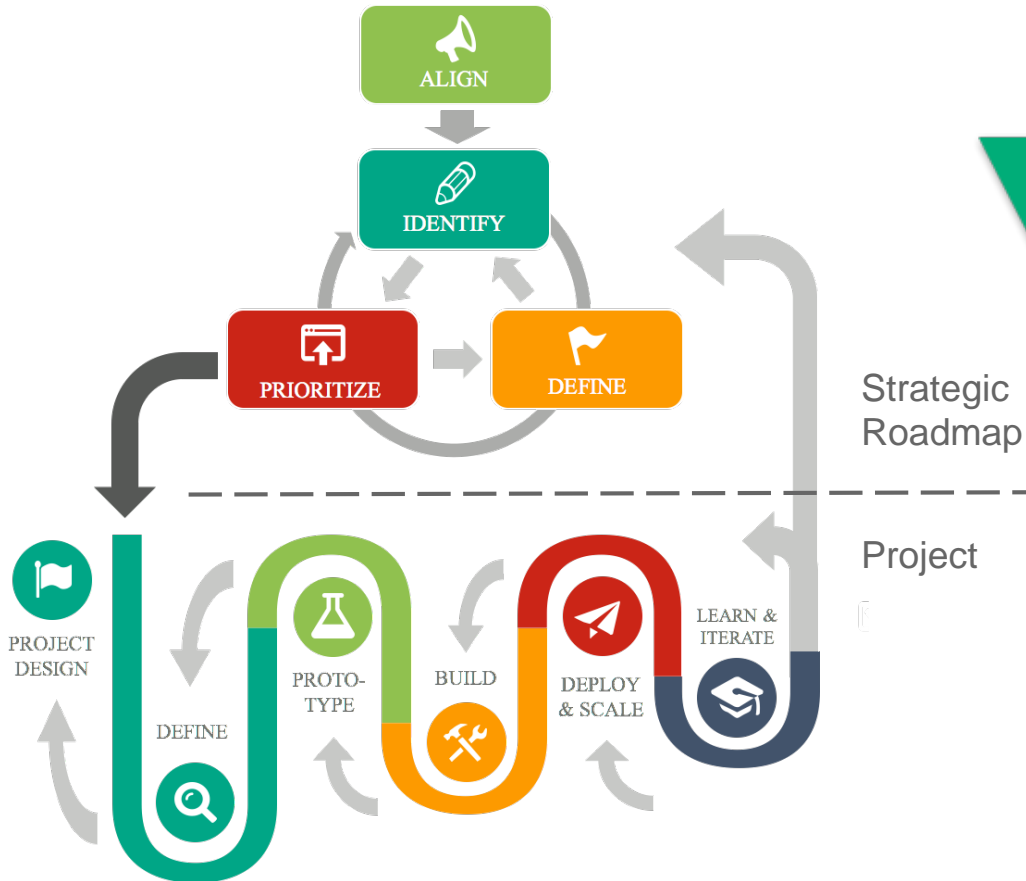 ALIGN
IDENTIFY
PRIORITIZE
DEFINE
Strategic
Roadmap
Project
PROJECT
DESIGN
DEFINE
PROTO-
TYPE
BUILD
DEPLOY
& SCALE
LEARN &
ITERATE